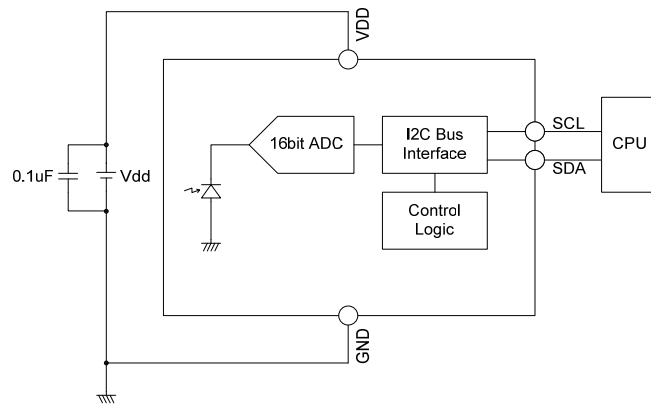 VDD
16bit ADC
I2C Bus
Interface
SCL
CPU
SDA
0.1uF
Vdd
Control
Logic
GND